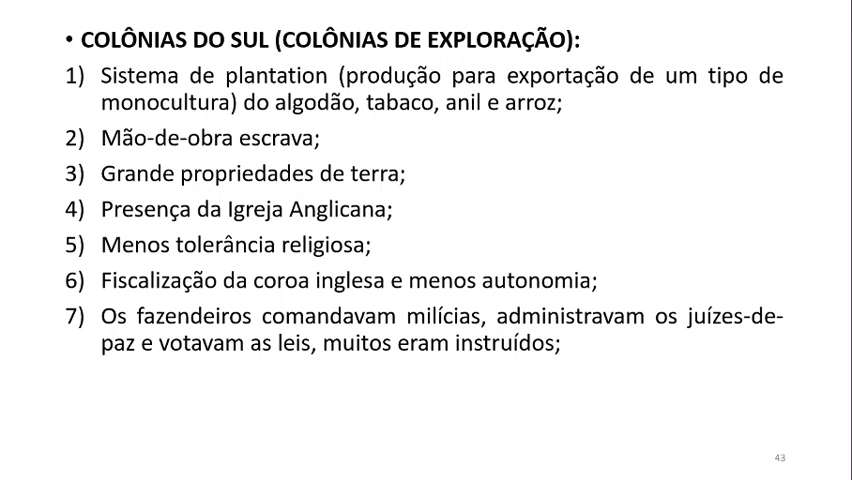 • COLÔNIAS DO SUL (COLÔNIAS DE EXPLORAÇÃO):
1) Sistema de plantation (produção para exportação de um tipo de
monocultura) do algodão, tabaco, anil e arroz;
2) Mão-de-obra escrava;
3) Grande propriedades de terra;
4) Presença da Igreja Anglicana;
5) Menos tolerância religiosa;
6) Fiscalização da coroa inglesa e menos autonomia;
7) Os fazendeiros comandavam milícias, administravam os juízes-de-
paz e votavam as leis, muitos eram instruídos;
43